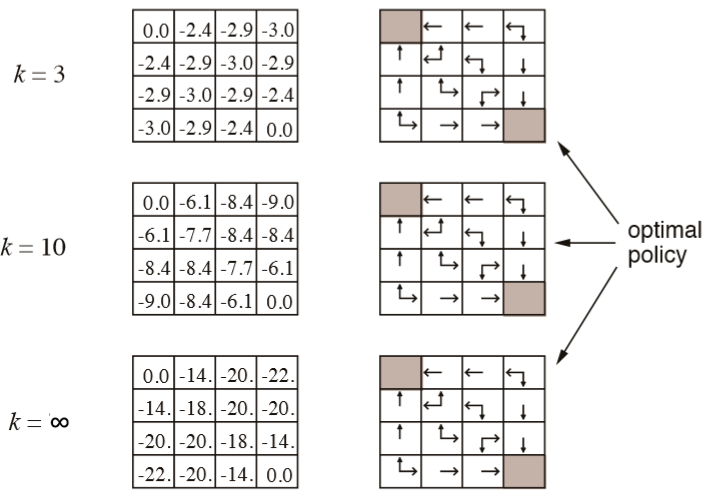 0.0 -2.4 -2.9 -3.0
-2.4 -2.9 -3.0 -2.9
k = 3
-2.9 -3.0 -2.9 -2.4
-3.0 -2.9 -2.4 0.0
0.0 -6.1 -8.4 -9.0
-6.1 -7.7 -8.4 -8.4
k = 10
-8.4 -8.4 -7.7 -6.1
-9.0 -8.4 -6.1 0.0
optimal
policy
0.0 -14. -20. -22.
-14. -18. -20. -20.
k = ∞
-20. -20. -18. -14.
-22. -20. -14. 0.0